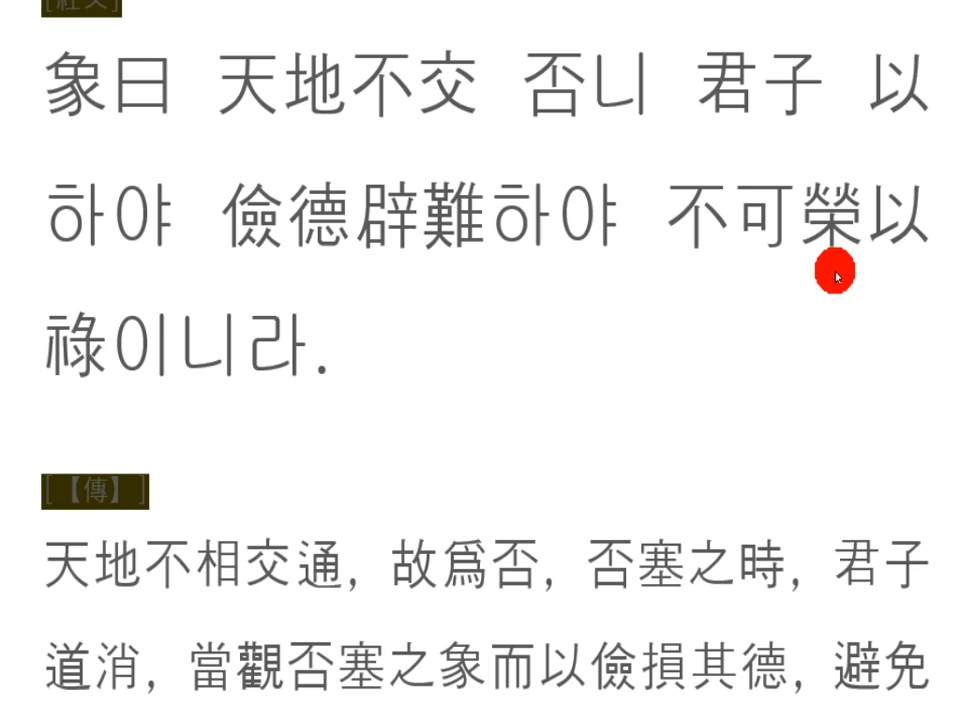 [經文]
象曰 天地不交 否니 君子 以
하야 儉德辟難하야 不可榮以
祿이니라.
[【傳】]
天地不相交通, 故爲否, 否塞之時, 君子
道消, 當觀否塞之象而以儉損其德, 避免